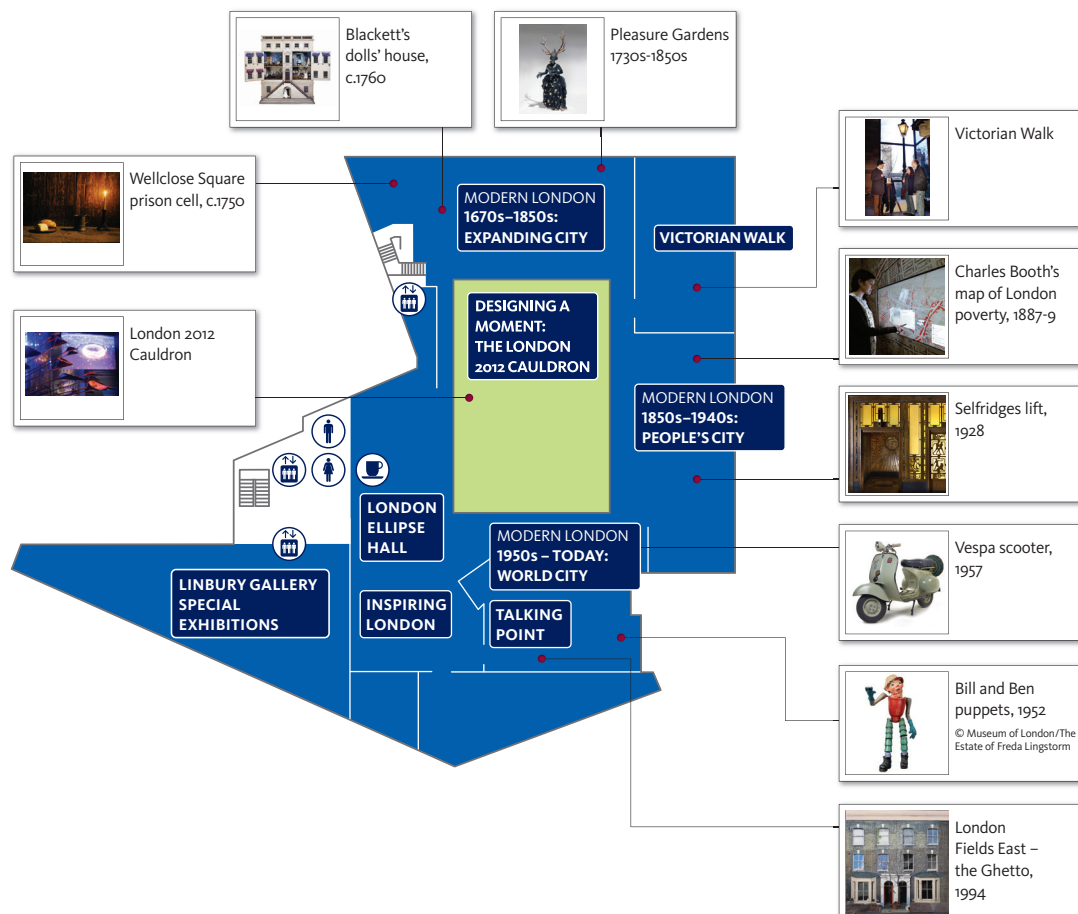 Blackett's
dolls' house,
c.1760
Pleasure Gardens
1730s-1850s
Victorian Walk
Wellclose Square
prison cell, c.1750
MODERN LONDON
1670s–1850s:
EXPANDING CITY
VICTORIAN WALK
Charles Booth's
map of London
poverty, 1887-9
DESIGNING A
MOMENT:
THE LONDON
2012 CAULDRON
London 2012
Cauldron
MODERN LONDON
1850s–1940s:
PEOPLE'S CITY
Selfridges lift,
1928
LONDON
ELLIPSE
HALL
MODERN LONDON
1950s – TODAY:
WORLD CITY
Vespa scooter,
1957
LINBURY GALLERY
SPECIAL
EXHIBITIONS
INSPIRING
LONDON
TALKING
POINT
Bill and Ben
puppets, 1952
© Museum of London/The
Estate of Freda Lingstorm
London
Fields East –
the Ghetto,
1994